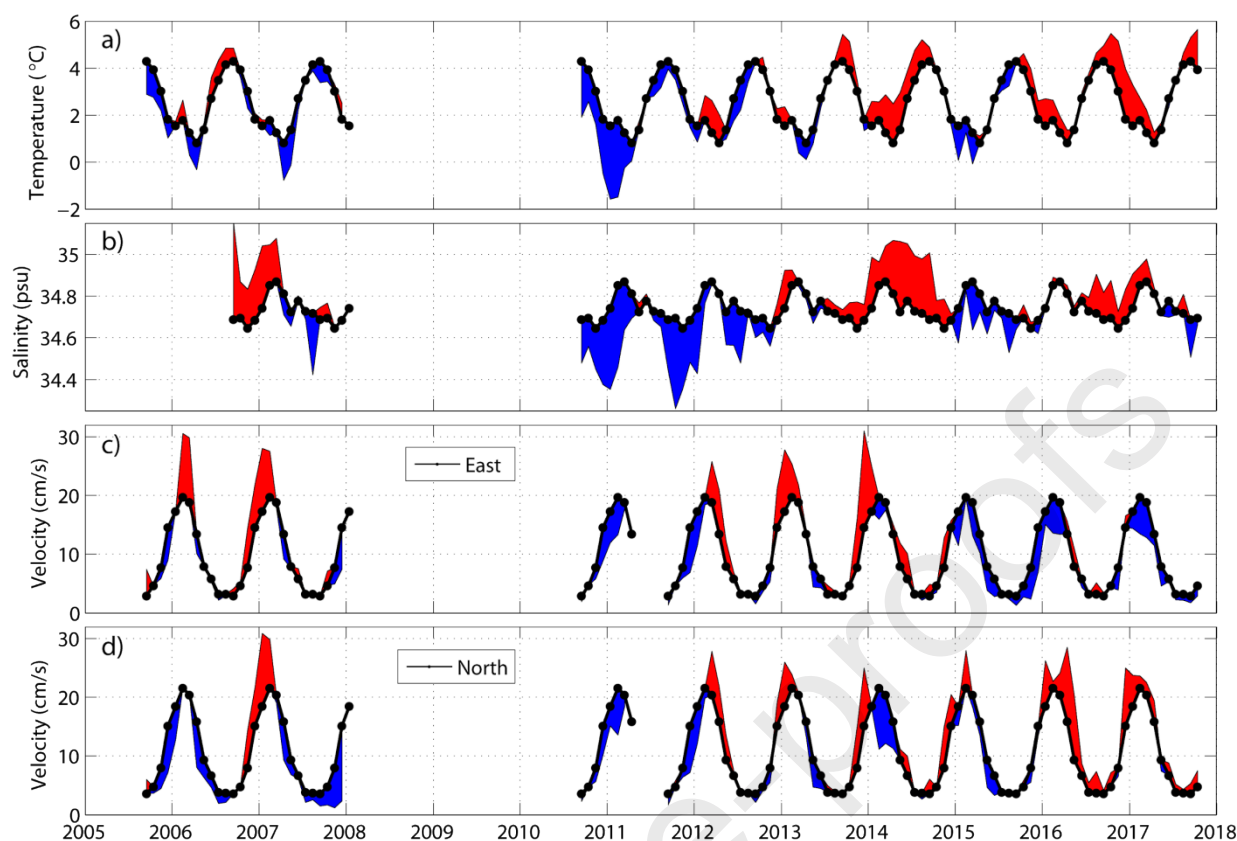 a)
Temperature (°C)
6
4
2
0
−2
b)
Salinity (psu)
35
34.8
34.6
34.4
c)
East
Velocity (cm/s)
30
20
10
0
d)
North
Velocity (cm/s)
30
20
10
0
2005 2006 2007 2008 2009 2010 2011 2012 2013 2014 2015 2016 2017 2018
e-proofs